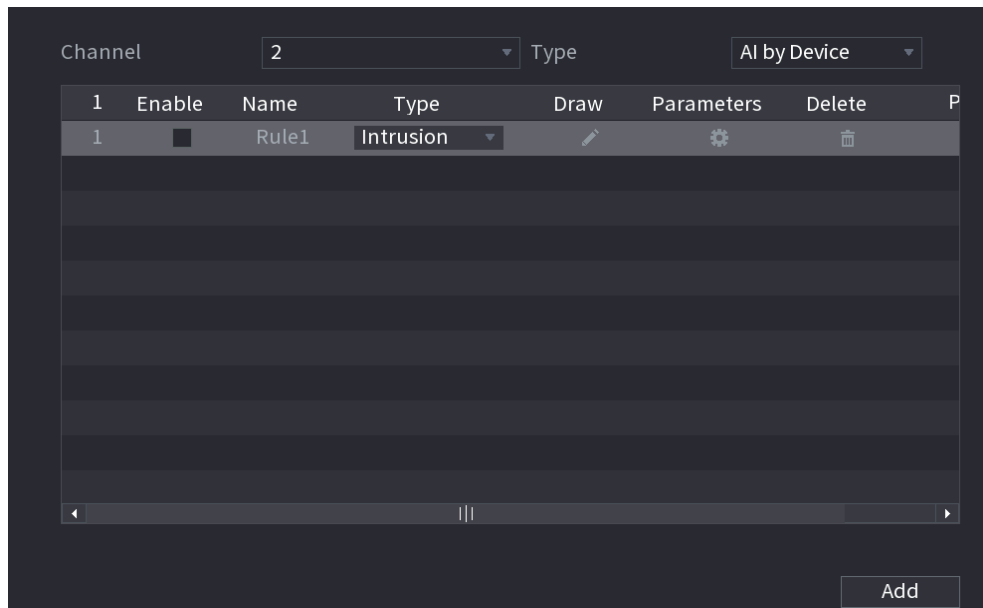 Channel 2 Type AI by Device
1 Enable Name Type Draw Parameters Delete P
1 Rule1 Intrusion
Add